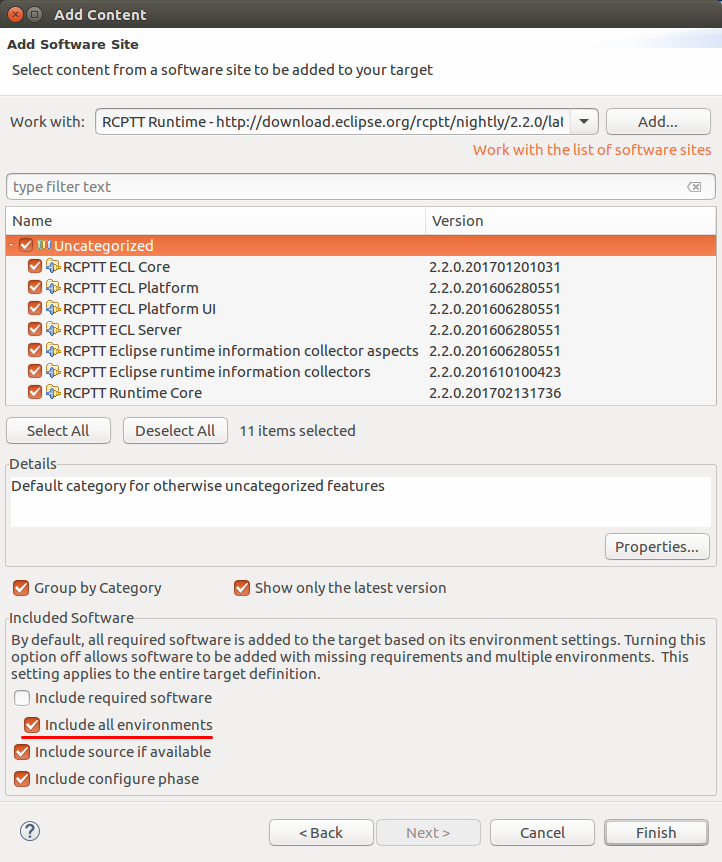 Add Content
Add Software Site
Select content from a software site to be added to your target
Work with: RCPTT Runtime - http://download.eclipse.org/rcptt/nightly/2.2.0/lat Add...
Work with the list of software sites
type filter text
Name Version
Uncategorized
RCPTT ECL Core 2.2.0.201701201031
RCPTT ECL Platform 2.2.0.201606280551
RCPTT ECL Platform UI 2.2.0.201606280551
RCPTT ECL Server 2.2.0.201606280551
RCPTT Eclipse runtime information collector aspects 2.2.0.201606280551
RCPTT Eclipse runtime information collectors 2.2.0.201610100423
RCPTT Runtime Core 2.2.0.201702131736
Select All Deselect All 11 items selected
Details
Default category for otherwise uncategorized features
Properties...
Group by Category Show only the latest version
Included Software
By default, all required software is added to the target based on its environment settings. Turning this
option off allows software to be added with missing requirements and multiple environments. This
setting applies to the entire target definition.
Include required software
Include all environments
Include source if available
Include configure phase
? < Back Next > Cancel Finish